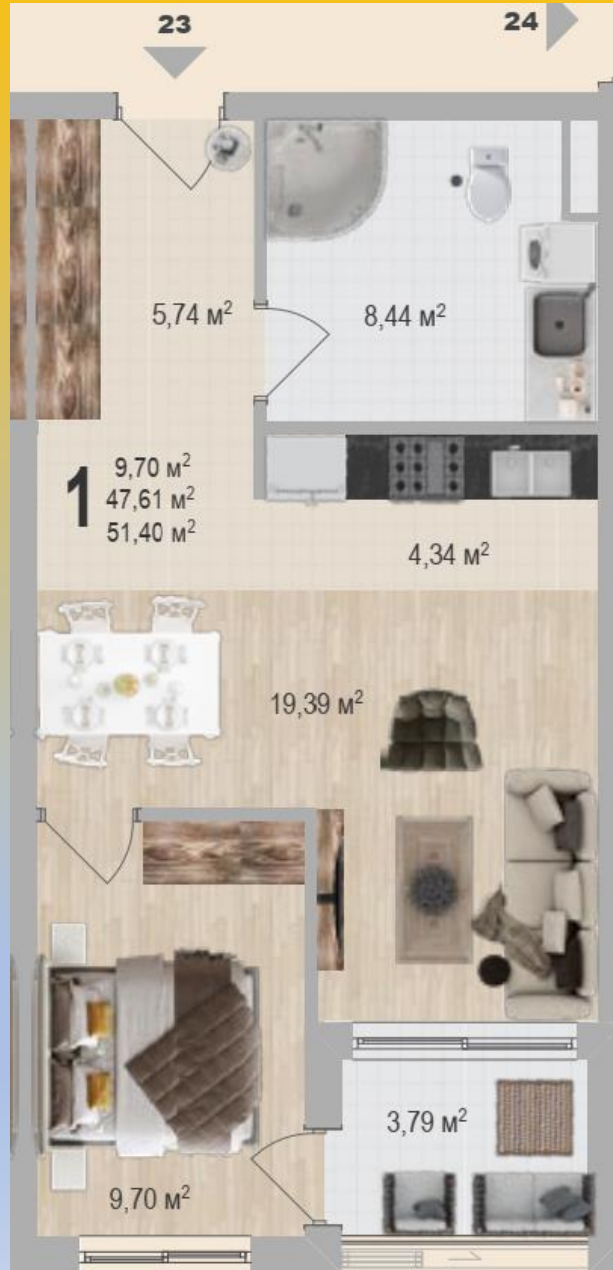 23
24
5,74 м²
8,44 м²
1
9,70 м²
47,61 м²
51,40 м²
4,34 м²
19,39 м²
3,79 м²
9,70 м²